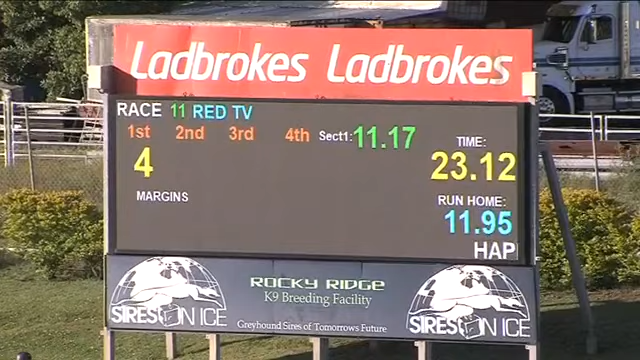 Ladbrokes Ladbrokes
RACE 11 RED TV
1st 2nd 3rd 4th Sect1: 11.17 TIME:
4 23.12
MARGINS RUN HOME:
11.95
HAP
ROCKY RIDGE
K9 Breeding Facility
SIRES ON ICE SIRES ON ICE
Greyhound Sires of Tomorrows Future